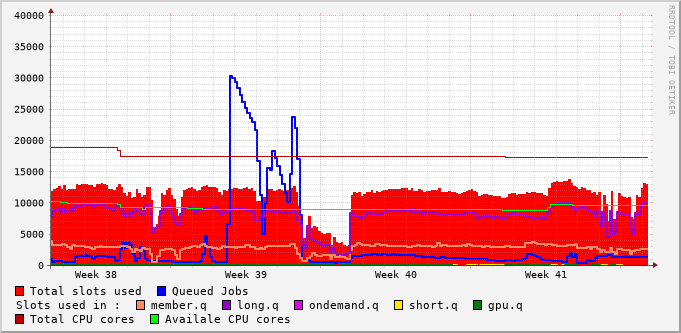 40000
35000
30000
25000
20000
15000
10000
5000
0
Week 38 Week 39 Week 40 Week 41
Total slots used Queued Jobs
Slots used in : member.q long.q ondemand.q short.q gpu.q
Total CPU cores Availale CPU cores
RRDTOOL / TOBI OETIKER